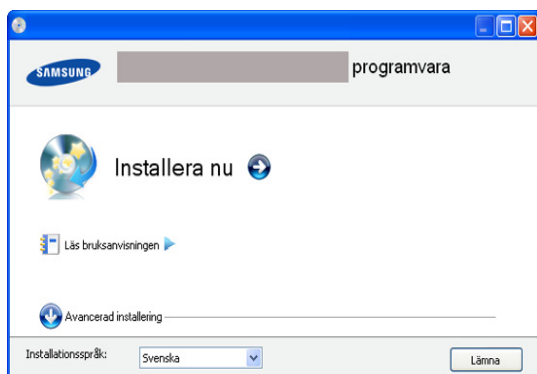 SAMSUNG
programvara
Installera nu
Läs bruksanvisningen
Avancerad installering
Installationsspråk:
Svenska
Lämna